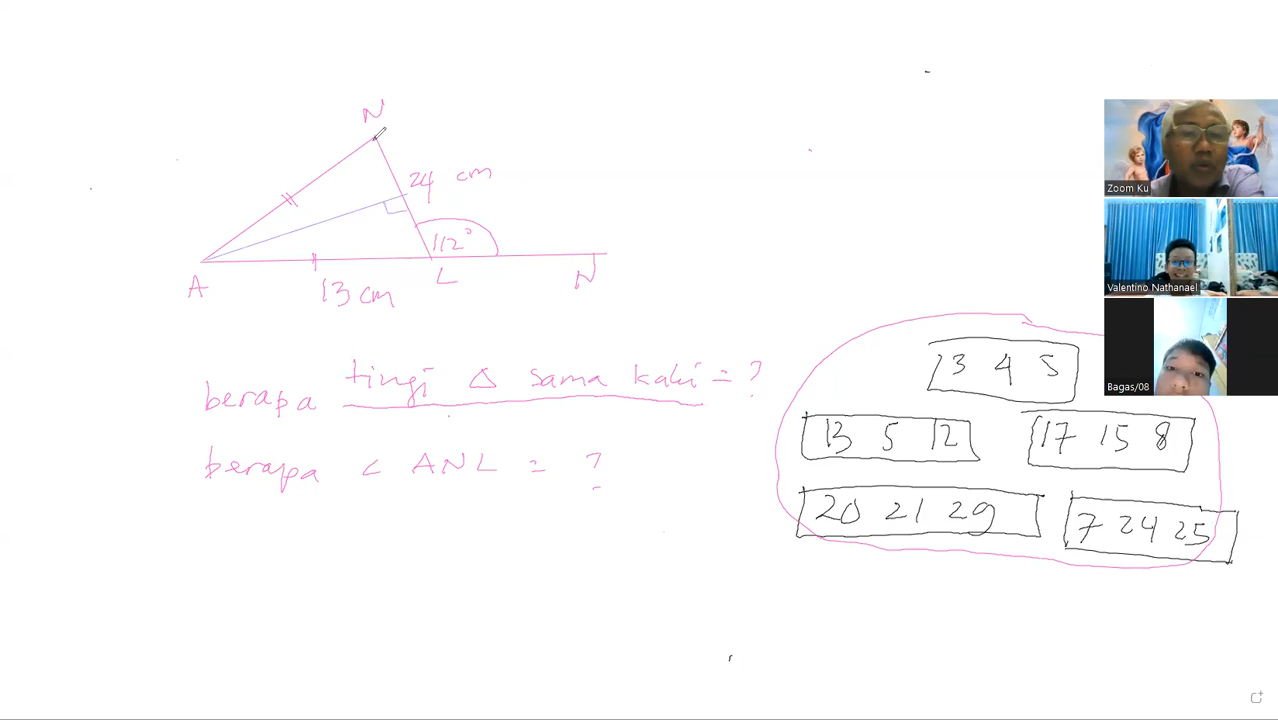 N
24 cm
112°
A
L
N
13 cm
berapa tingi Δ sama kaki = ?
berapa < ANL = ?
3 4 5
13 5 12
17 15 8
20 21 29
7 24 25
Zoom Ku
Valentino Nathanael
Bagas/08